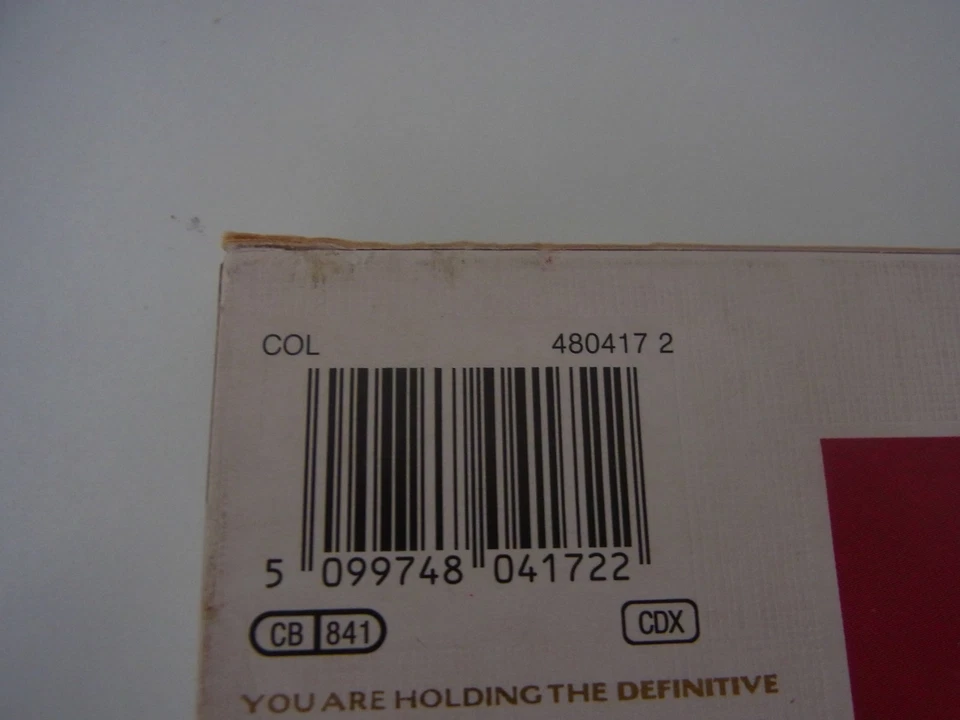 COL 480417 2
5 099748 041722
CB 841 CDX
YOU ARE HOLDING THE DEFINITIVE